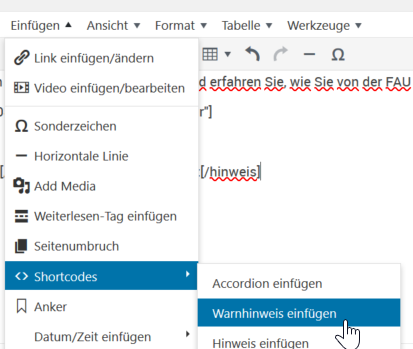 Einfügen Ansicht Format Tabelle Werkzeuge
Link einfügen/ändern
d erfahren Sie, wie Sie von der FAU
Video einfügen/bearbeiten
r"]
Ω Sonderzeichen
Horizontale Linie
[/hinweis]
Add Media
Weiterlesen-Tag einfügen
Seitenumbruch
Shortcodes
Accordion einfügen
Anker
Warnhinweis einfügen
Datum/Zeit einfügen
Hinweis einfügen